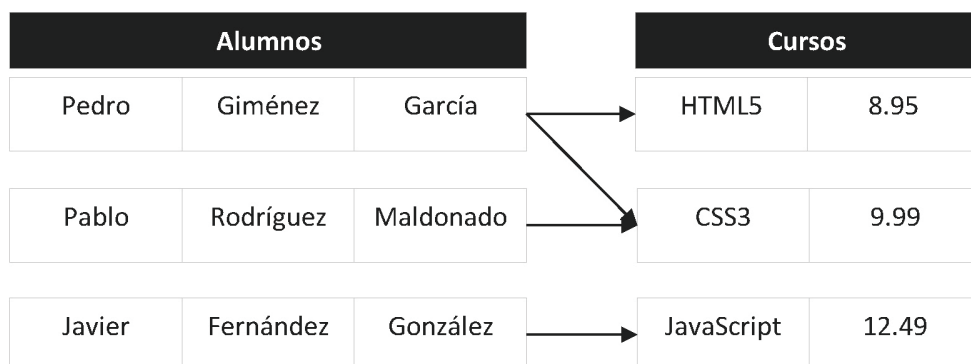 Alumnos Cursos
Pedro Giménez García HTML5 8.95
Pablo Rodríguez Maldonado CSS3 9.99
Javier Fernández González JavaScript 12.49